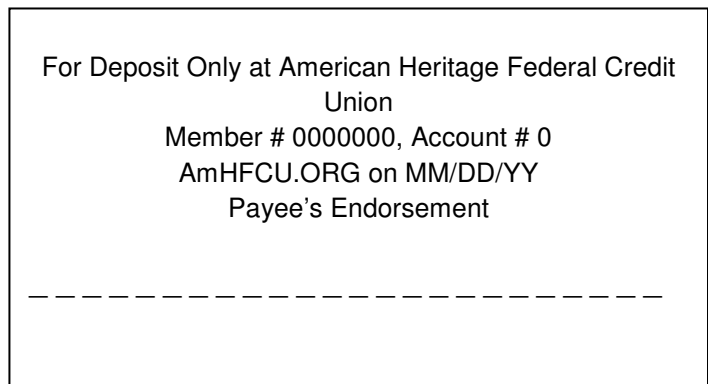 For Deposit Only at American Heritage Federal Credit
Union
Member # 0000000, Account # 0
AmHFCU.ORG on MM/DD/YY
Payee’s Endorsement
_ _ _ _ _ _ _ _ _ _ _ _ _ _ _ _ _ _ _ _ _ _ _ _